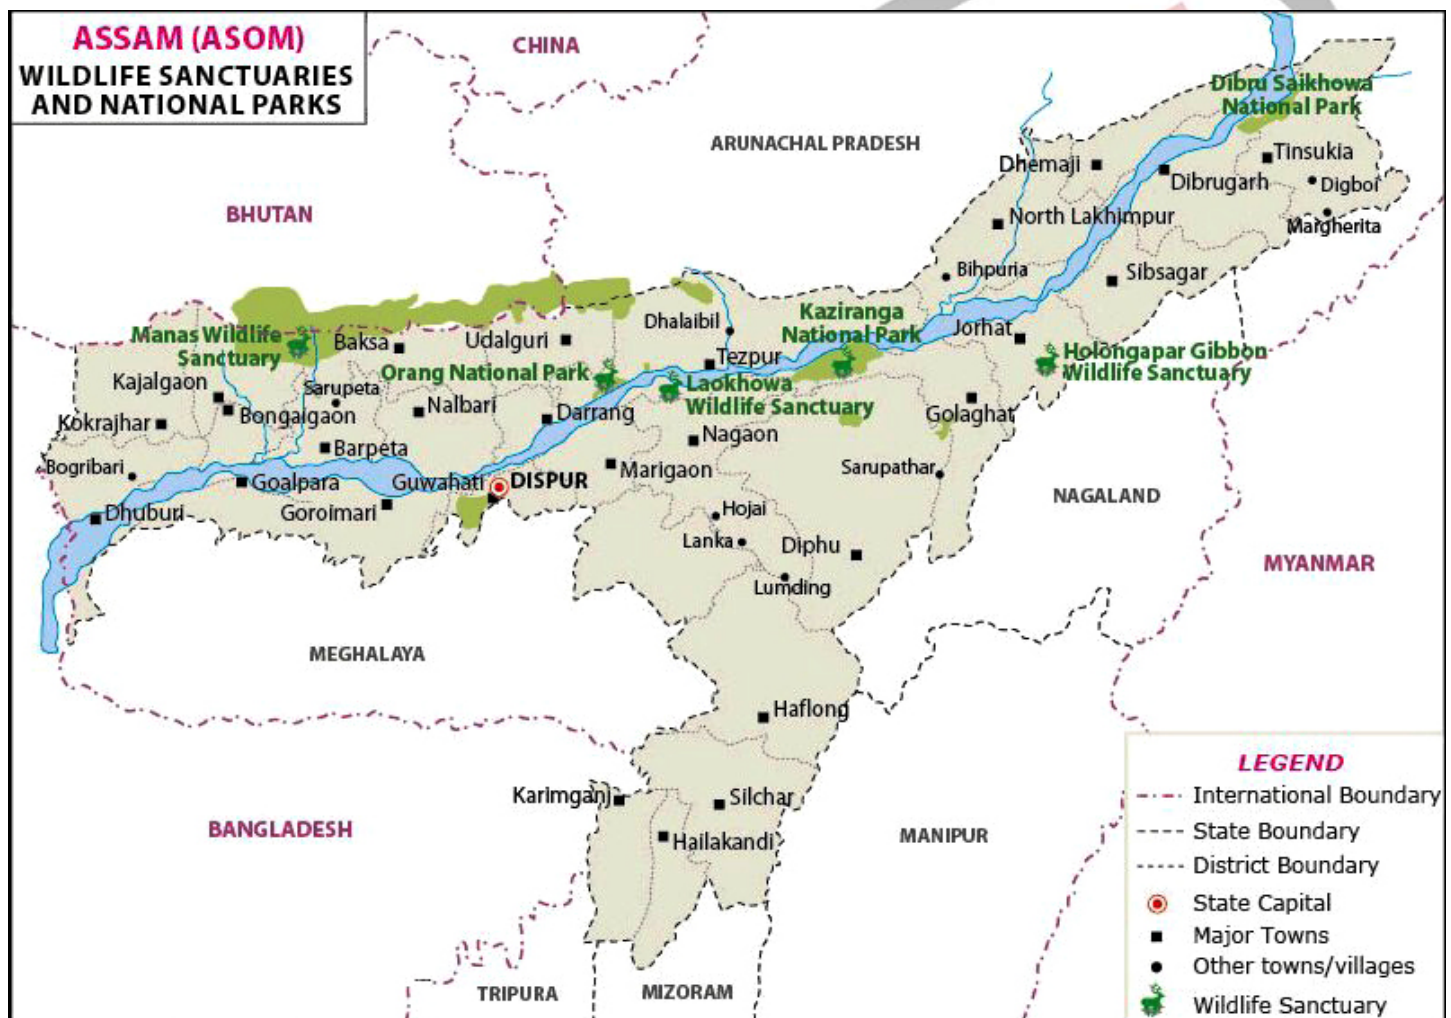 ASSAM (ASOM)
WILDLIFE SANCTUARIES
AND NATIONAL PARKS
CHINA
ARUNACHAL PRADESH
BHUTAN
Dibru Saikhowa
National Park
Tinsukia
Dhemaji
Dibrugarh
Digboi
North Lakhimpur
Margherita
Bihpuria
Sibsagar
Kaziranga
National Park
Dhalaibil
Jorhat
Manas Wildlife
Sanctuary
Baksa
Udalguri
Tezpur
Holongapar Gibbon
Wildlife Sanctuary
Orang National Park
Kajalgaon
Sarupeta
Laokhowa
Wildlife Sanctuary
Kokrajhar
Bongaigaon
Nalbari
Darrang
Golaghat
Nagaon
Barpeta
Bogribari
Marigaon
Sarupathar
Goalpara
Guwahati
DISPUR
NAGALAND
Dhuburi
Goroimari
Hojai
Lanka
Diphu
MYANMAR
Lumding
MEGHALAYA
Haflong
Karimganj
Silchar
BANGLADESH
Hailakandi
MANIPUR
TRIPURA
MIZORAM
LEGEND
International Boundary
State Boundary
District Boundary
State Capital
Major Towns
Other towns/villages
Wildlife Sanctuary